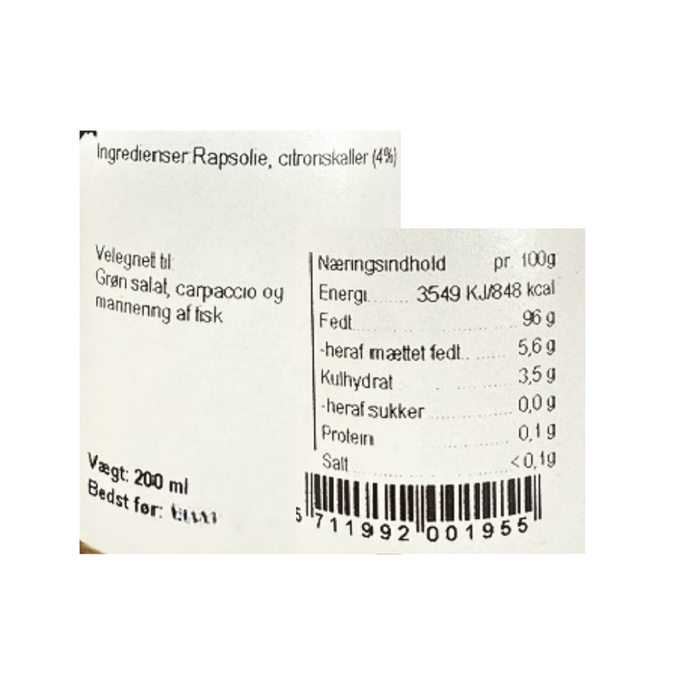 Ingredienser Rapsolie, citronskaller (4%)
Velegnet til:
Grøn salat, carpaccio og
marinering af fisk
Næringsindhold pr. 100g
Energi....... 3549 KJ/848 kcal
Fedt............ 96 g
-heraf mættet fedt....... 5,6 g
Kulhydrat ............ 3,5 g
-heraf sukker ............ 0,0 g
Protein ............ 0,1 g
Salt ............ <0,1g
Vægt: 200 ml
Bedst før:
5 711992 001955